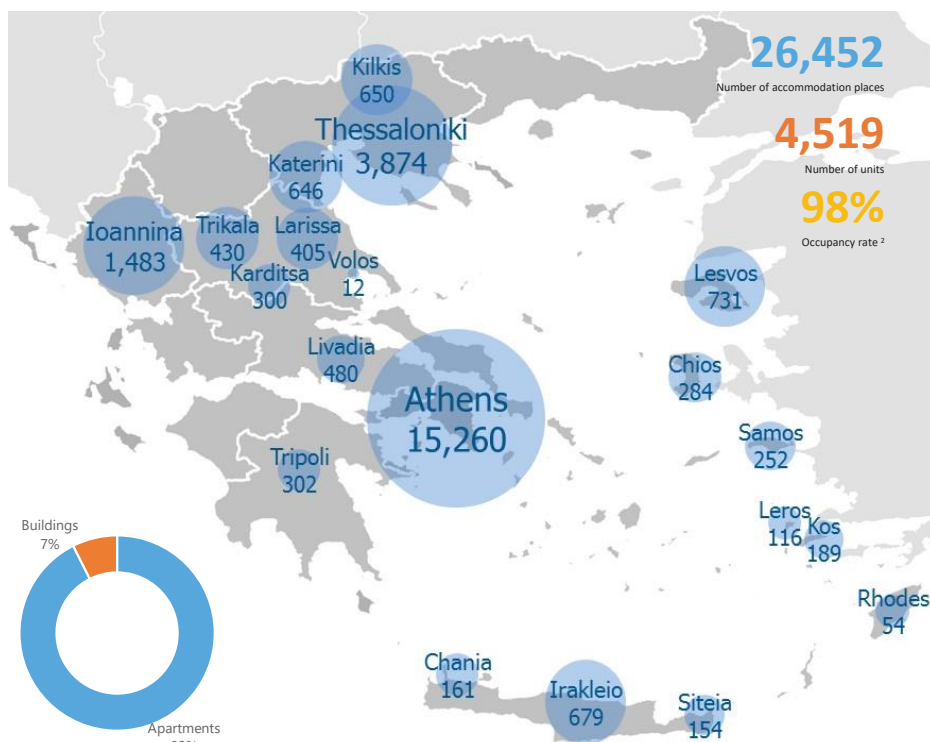 26,452
Number of accommodation places
4,519
Number of units
98%
Occupancy rate ²
Kilkis
650
Thessaloniki
3,874
Katerini
646
Ioannina
1,483
Trikala
430
Larissa
405
Karditsa
300
Volos
12
Lesvos
731
Livadia
480
Chios
284
Athens
15,260
Samos
252
Tripoli
302
Leros
116
Kos
189
Rhodes
54
Buildings
7%
Chania
161
Irakleio
679
Siteia
154
Apartments